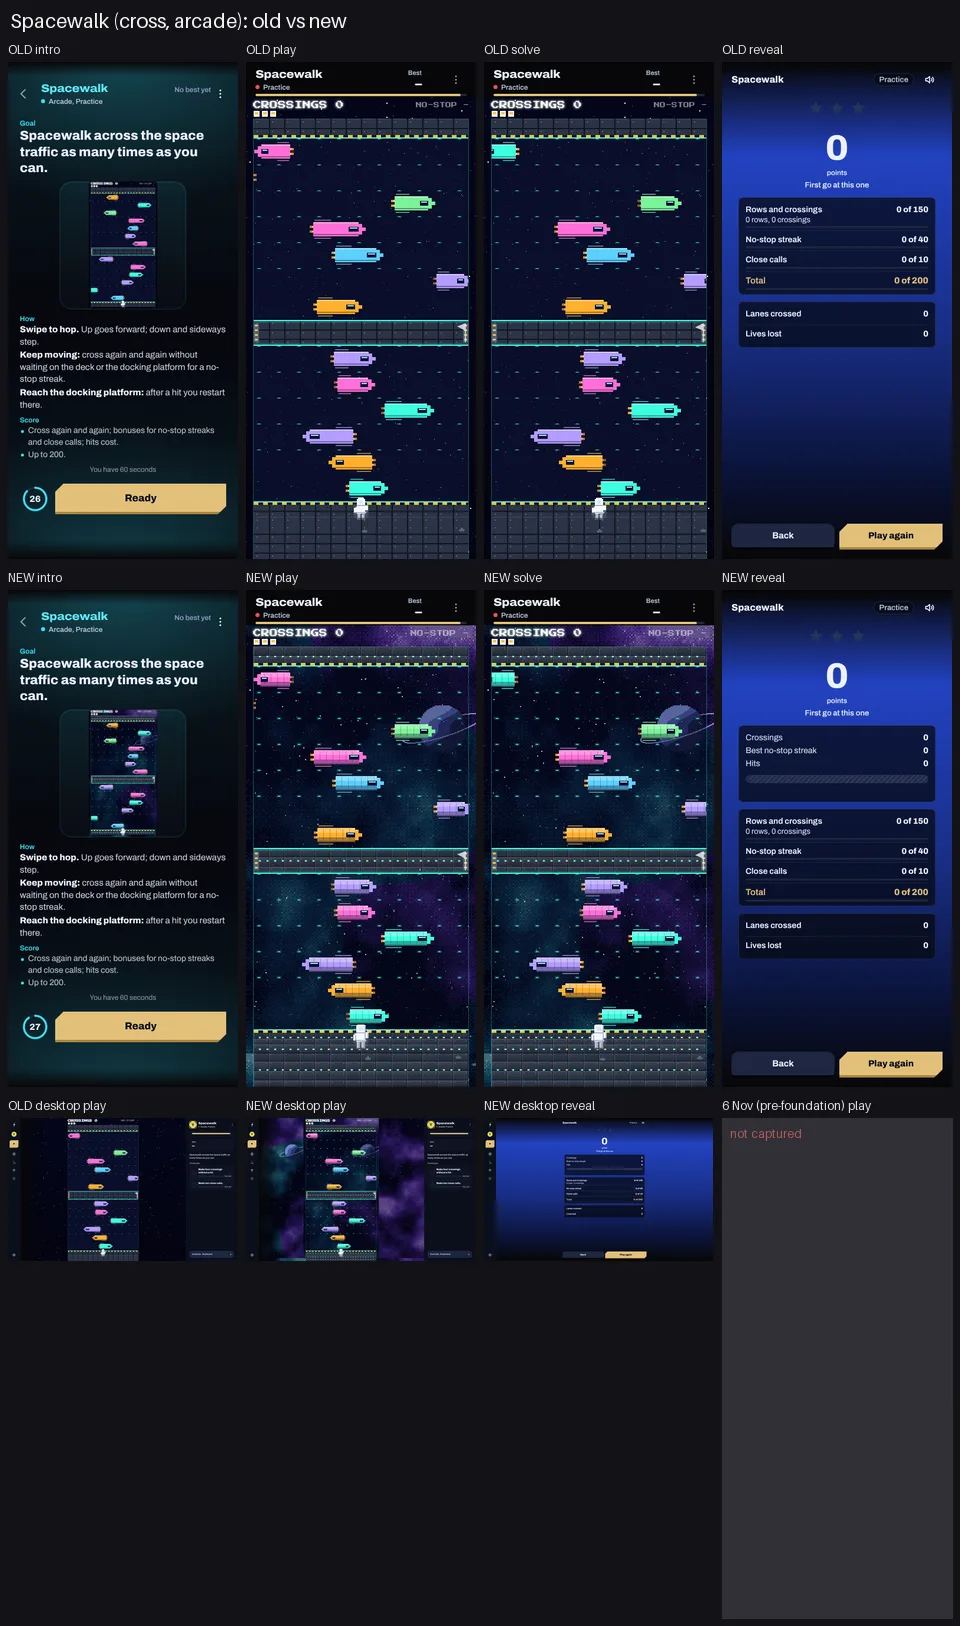 Spacewalk (cross, arcade): old vs new
OLD intro
Spacewalk
Arcade, Practice
No best yet
Goal
Spacewalk across the space
traffic as many times as you
can.
How
Swipe to hop. Up goes forward; down and sideways
step.
Keep moving: cross again and again without
waiting on the deck or the docking platform for a no-
stop streak.
Reach the docking platform: after a hit you restart
there.
Score
Cross again and again; bonuses for no-stop streaks
and close calls; hits cost.
Up to 200.
You have 60 seconds
26
Ready
OLD play
Spacewalk
Practice
Best
CROSSINGS 0
NO-STOP -
OLD solve
Spacewalk
Practice
Best
CROSSINGS 0
NO-STOP -
OLD reveal
Spacewalk
Practice
0
points
First go at this one
Rows and crossings 0 of 150
0 rows, 0 crossings
No-stop streak 0 of 40
Close calls 0 of 10
Total 0 of 200
Lanes crossed 0
Lives lost 0
Back
Play again
NEW intro
Spacewalk
Arcade, Practice
No best yet
Goal
Spacewalk across the space
traffic as many times as you
can.
How
Swipe to hop. Up goes forward; down and sideways
step.
Keep moving: cross again and again without
waiting on the deck or the docking platform for a no-
stop streak.
Reach the docking platform: after a hit you restart
there.
Score
Cross again and again; bonuses for no-stop streaks
and close calls; hits cost.
Up to 200.
You have 60 seconds
27
Ready
NEW play
Spacewalk
Practice
Best
CROSSINGS 0
NO-STOP
NEW solve
Spacewalk
Practice
Best
CROSSINGS 0
NO-STOP -
NEW reveal
Spacewalk
Practice
0
points
First go at this one
Crossings 0
Best no-stop streak 0
Hits 0
Rows and crossings 0 of 150
0 rows, 0 crossings
No-stop streak 0 of 40
Close calls 0 of 10
Total 0 of 200
Lanes crossed 0
Lives lost 0
Back
Play again
OLD desktop play
CROSSINGS 0
Spacewalk
NEW desktop play
CROSSINGS 0
Spacewalk
NEW desktop reveal
Spacewalk
0
Back
Play again
6 Nov (pre-foundation) play
not captured